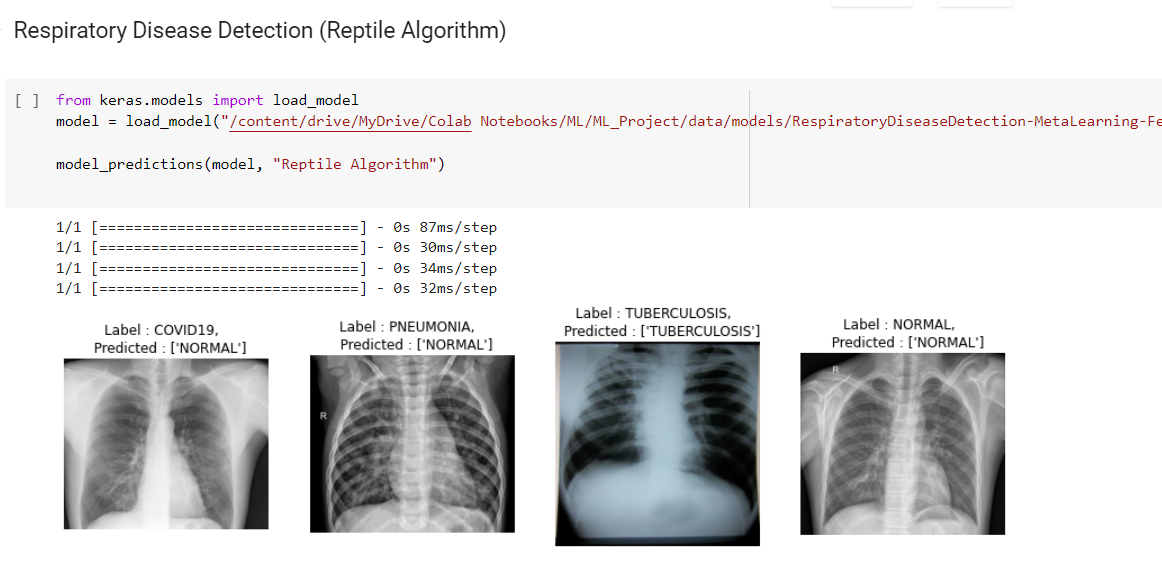 Respiratory Disease Detection (Reptile Algorithm)
[ ] from keras.models import load_model
model = load_model("/content/drive/MyDrive/Colab Notebooks/ML/ML_Project/data/models/RespiratoryDiseaseDetection-MetaLearning-Fe
model_predictions(model, "Reptile Algorithm")
1/1 [==============================] - 0s 87ms/step
1/1 [==============================] - 0s 30ms/step
1/1 [==============================] - 0s 34ms/step
1/1 [==============================] - 0s 32ms/step
Label : COVID19,
Predicted : ['NORMAL']
Label : PNEUMONIA,
Predicted : ['NORMAL']
R
Label : TUBERCULOSIS,
Predicted : ['TUBERCULOSIS']
Label : NORMAL,
Predicted : ['NORMAL']
R